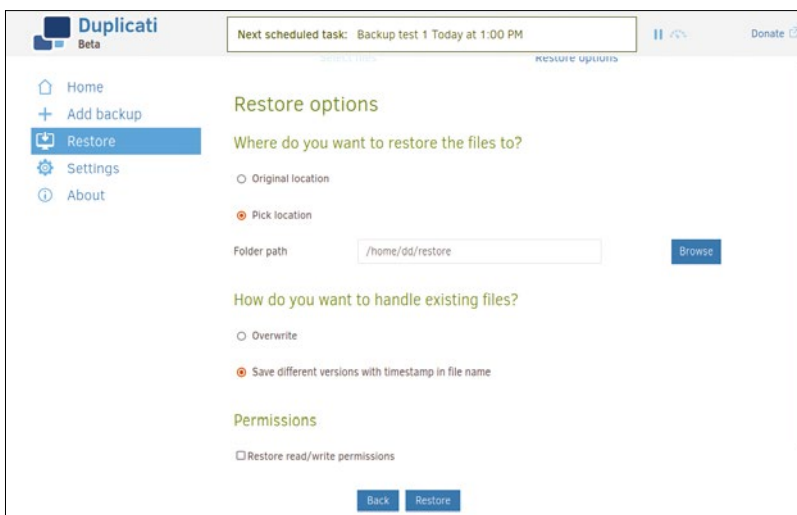 Duplicati
Beta
Next scheduled task: Backup test 1 Today at 1:00 PM
Donate
Select files
Restore options
Home
Add backup
Restore
Settings
About
Restore options
Where do you want to restore the files to?
Original location
Pick location
Folder path
/home/dd/restore
Browse
How do you want to handle existing files?
Overwrite
Save different versions with timestamp in file name
Permissions
Restore read/write permissions
Back
Restore